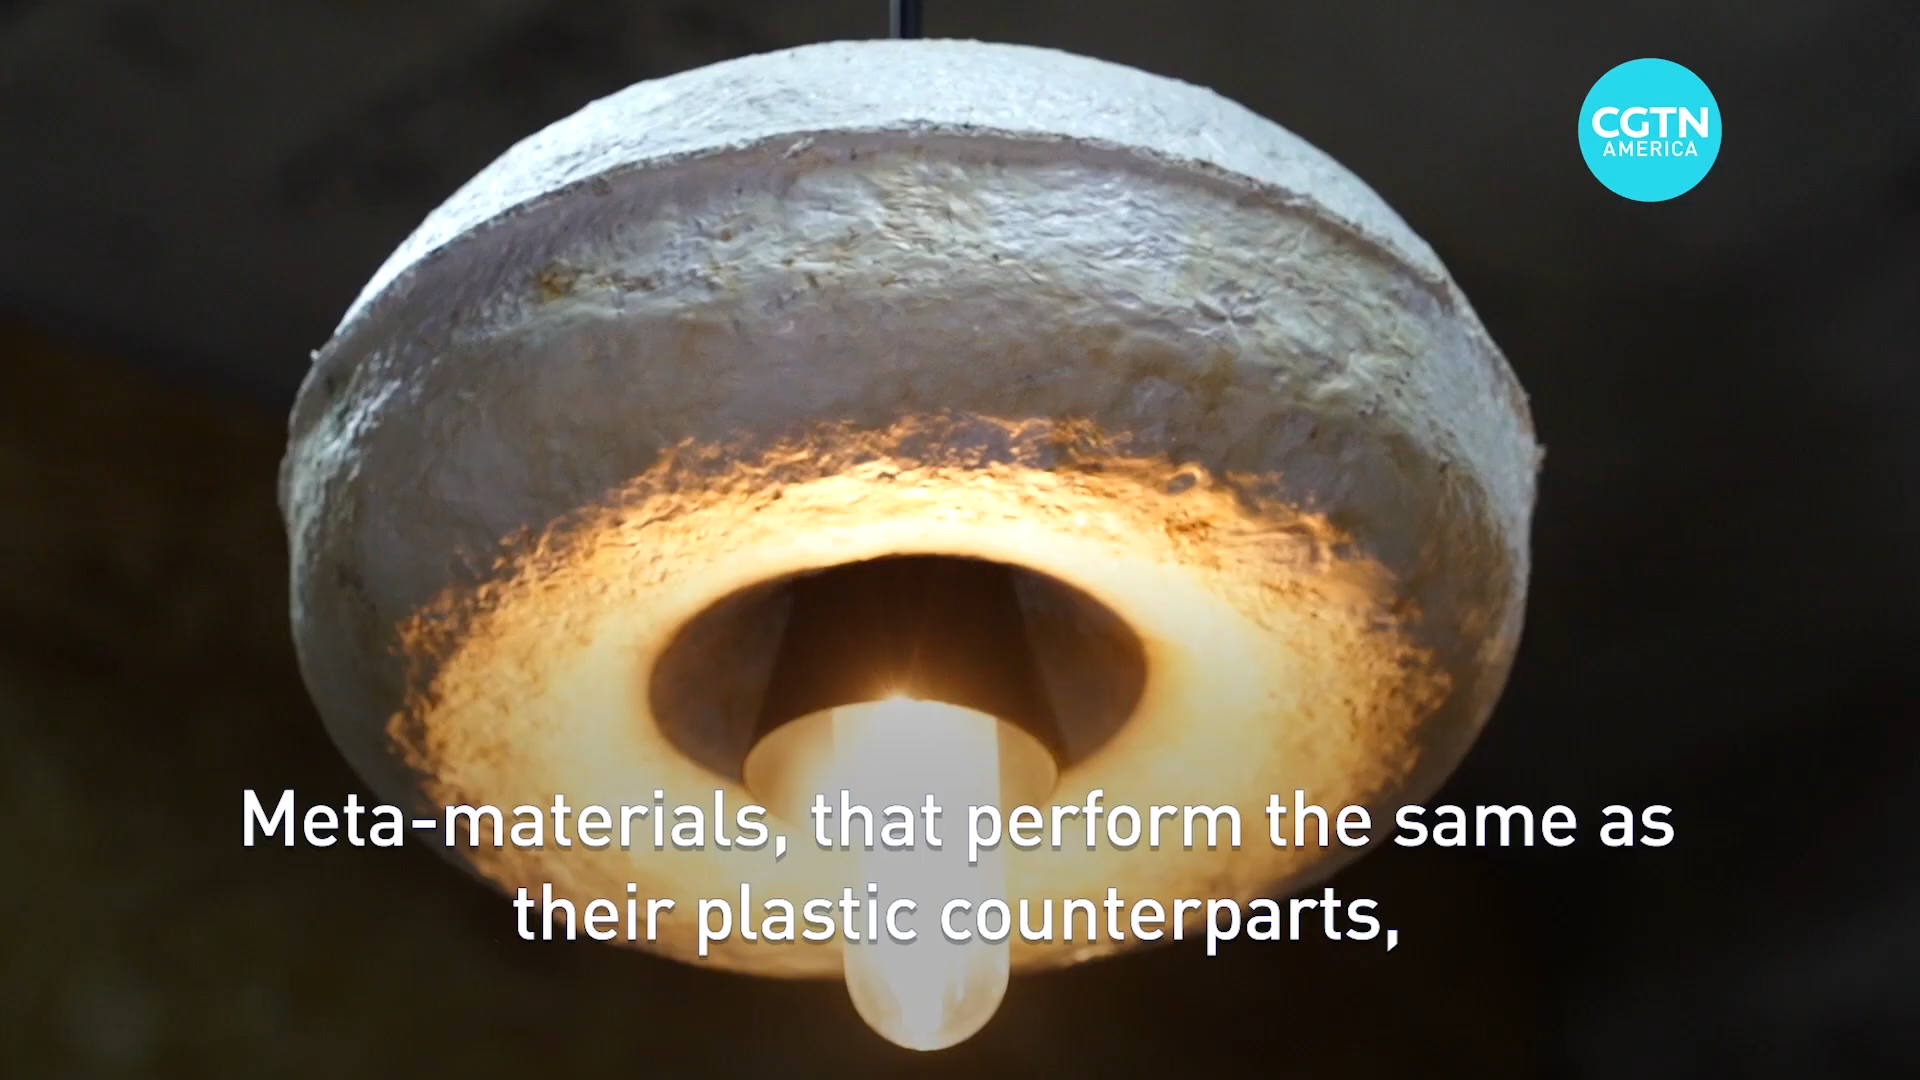 CGTN
AMERICA
Meta-materials, that perform the same as
their plastic counterparts,